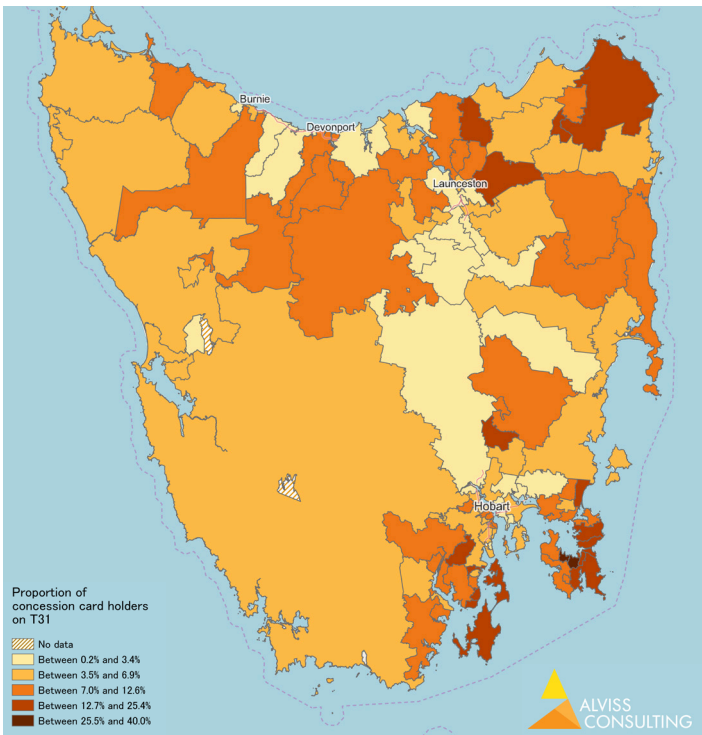 Burnie
Devonport
Launceston
Hobart
Proportion of
concession card holders
on T31
No data
Between 0.2% and 3.4%
Between 3.5% and 6.9%
Between 7.0% and 12.6%
Between 12.7% and 25.4%
Between 25.5% and 40.0%
ALVISS
CONSULTING